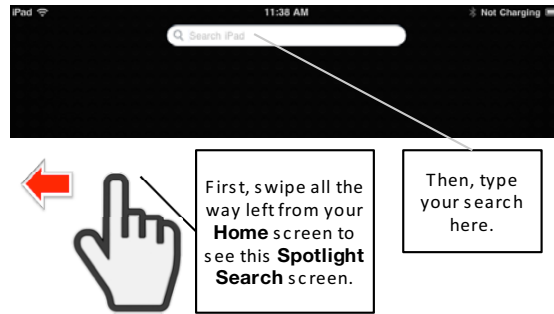 iPad 11:38 AM Not Charging
Search iPad
First, swipe all the
way left from your
Home screen to
see this Spotlight
Search screen.
Then, type
your search
here.